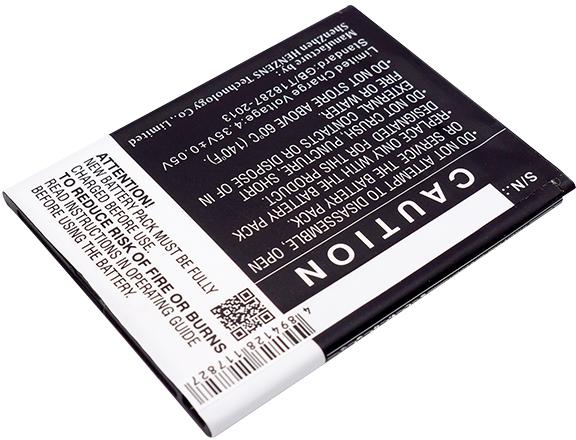 S/N.:
CAUTION
-DO NOT ATTEMPT TO DISASSEMBLE, OPEN
OR SERVICE THE BATTERY PACK
-REPLACE ONLY WITH THE BATTERY PACK
DESIGNATED FOR THIS PRODUCT
-DO NOT CRUSH, PUNCTURE, SHORT
EXTERNAL CONTACTS OR DISPOSE OF IN
FIRE OR WATER
-DO NOT STORE ABOVE 60°C (140°F).
Limited Charge Voltage:4.35V±0.05V
Standard:GB/T18287-2013
Manufacture by:
ShenZhen HENZENS Technology Co., Limited
ATTENTION!
NEW BATTERY PACK MUST BE FULLY
CHARGED BEFORE USE.
TO REDUCE RISK OF FIRE OR BURNS
READ INSTRUCTIONS IN OPERATING GUIDE
BEFORE USING THE BATTERY.
4894128117827